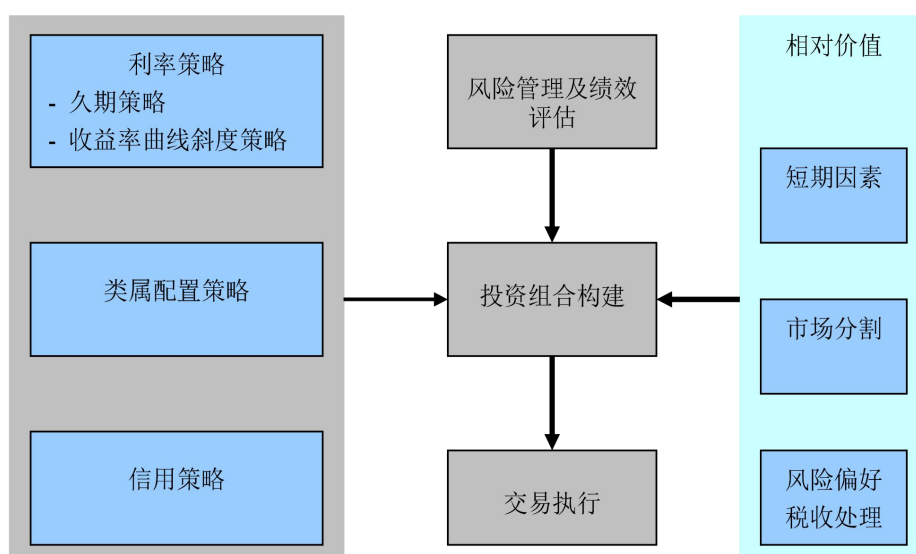 利率策略
- 久期策略
- 收益率曲线斜度策略
类属配置策略
信用策略
风险管理及绩效
评估
投资组合构建
交易执行
相对价值
短期因素
市场分割
风险偏好
税收处理